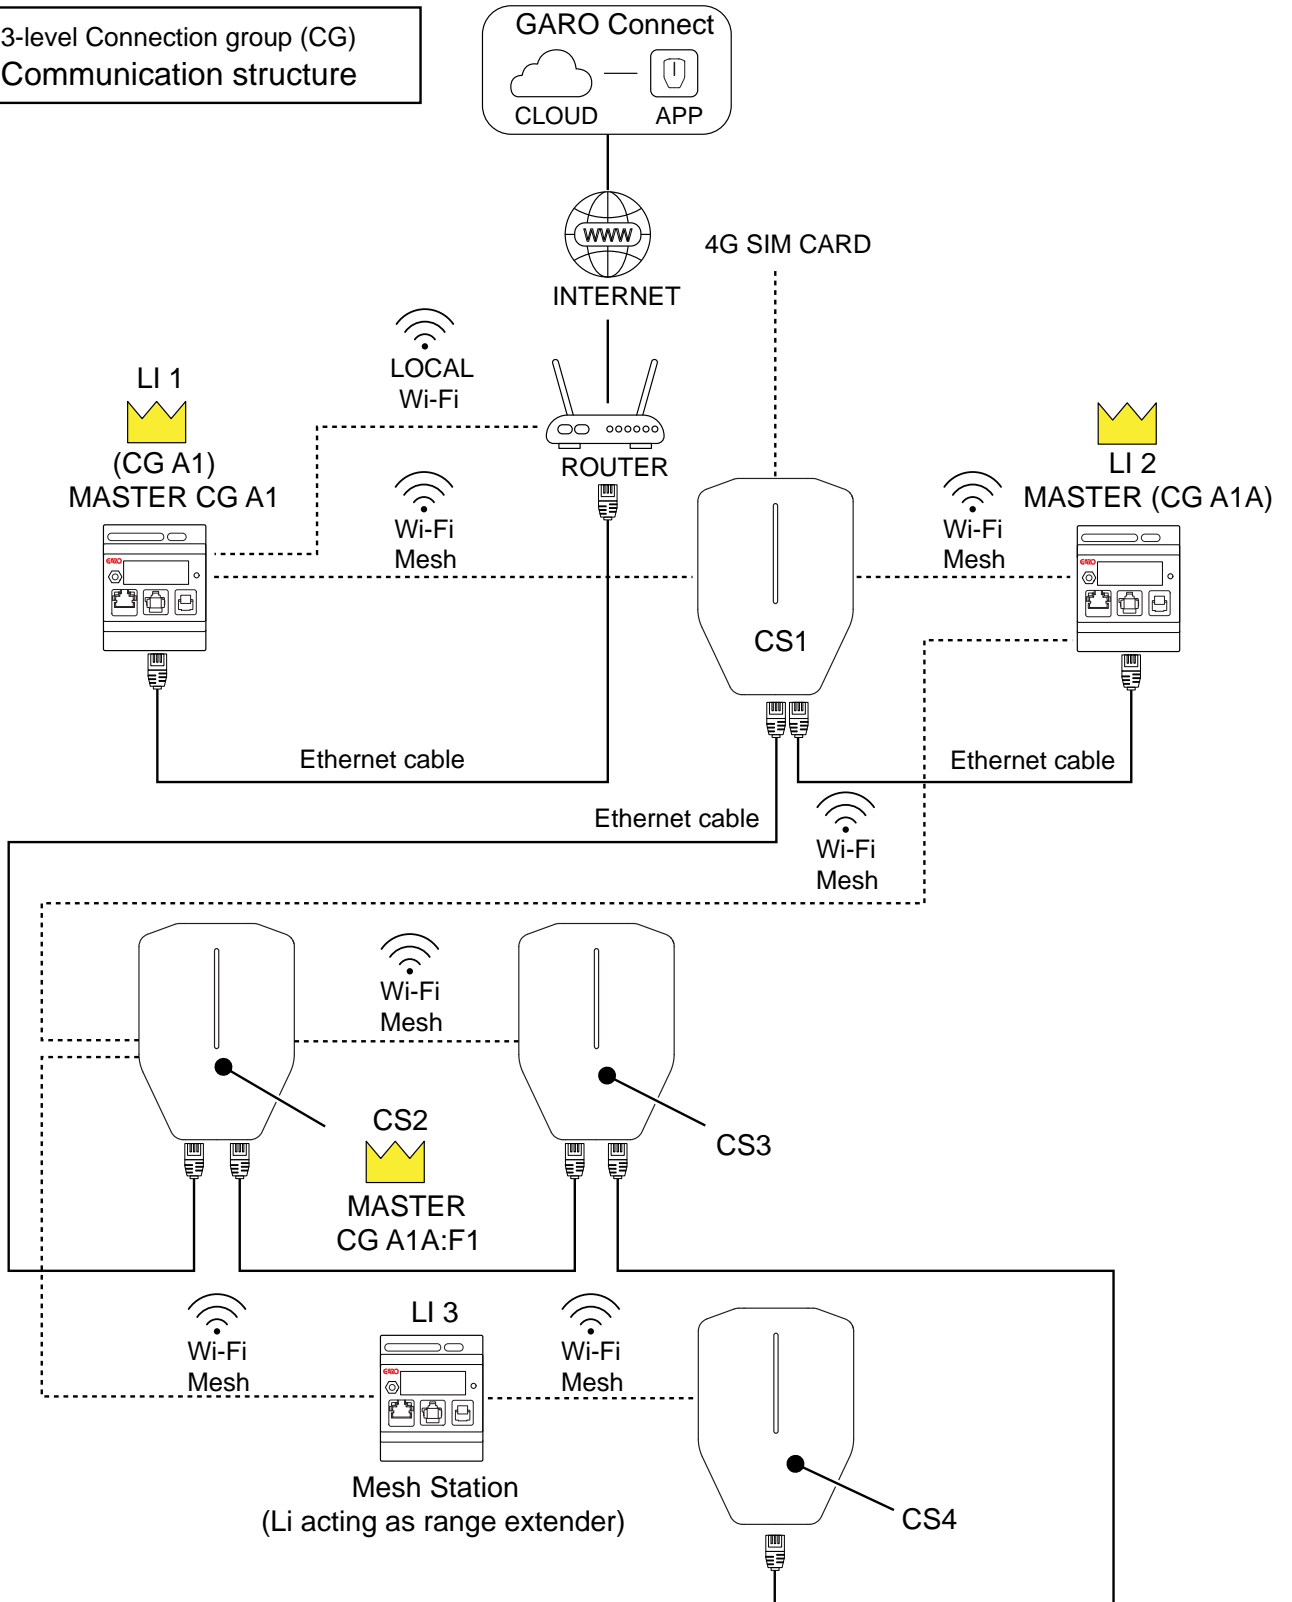 3-level Connection group (CG)
Communication structure
GARO Connect
CLOUD
APP
WWW
INTERNET
4G SIM CARD
LOCAL
Wi-Fi
ROUTER
LI 1
(CG A1)
MASTER CG A1
GARO
Wi-Fi
Mesh
CS1
Wi-Fi
Mesh
LI 2
MASTER (CG A1A)
GARO
Ethernet cable
Ethernet cable
Ethernet cable
Wi-Fi
Mesh
Wi-Fi
Mesh
CS2
MASTER
CG A1A:F1
CS3
Wi-Fi
Mesh
LI 3
GARO
Wi-Fi
Mesh
Mesh Station
(Li acting as range extender)
CS4